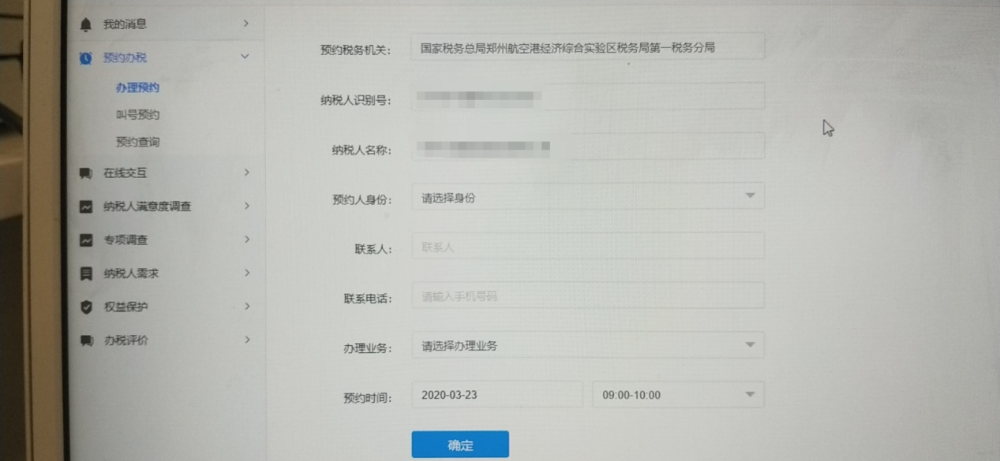 我的消息
预约办税
办理预约
叫号预约
预约查询
在线交互
纳税人满意度调查
专项调查
纳税人需求
权益保护
办税评价
预约税务机关： 国家税务总局郑州航空港经济综合实验区税务局第一税务分局
纳税人识别号：
纳税人名称：
预约人身份： 请选择身份
联系人： 联系人
联系电话： 请输入手机号码
办理业务： 请选择办理业务
预约时间： 2020-03-23 09:00-10:00
确定